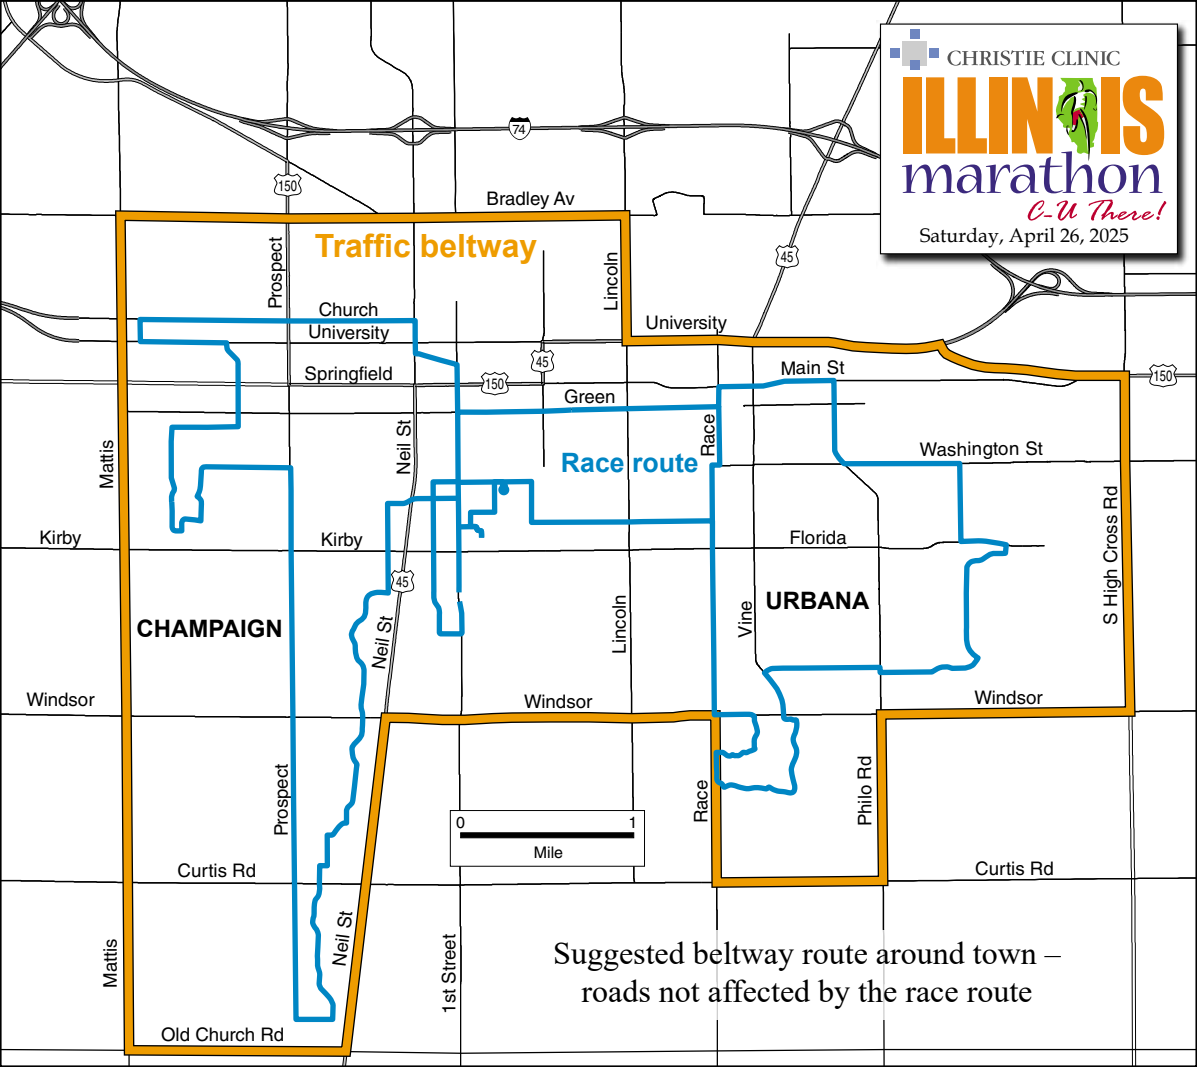 CHRISTIE CLINIC
ILLINOIS
marathon
C-U There!
Saturday, April 26, 2025
74
150
Bradley Av
Traffic beltway
Prospect
Lincoln
45
Church
University
University
45
Springfield
150
Main St
150
Green
Mattis
Neil St
Race
Race route
Washington St
S High Cross Rd
Kirby
Kirby
Florida
45
CHAMPAIGN
Neil St
Lincoln
Vine
URBANA
Windsor
Windsor
Windsor
Prospect
Race
Philo Rd
0 1
Mile
Curtis Rd
Curtis Rd
Mattis
Neil St
1st Street
Suggested beltway route around town –
roads not affected by the race route
Old Church Rd